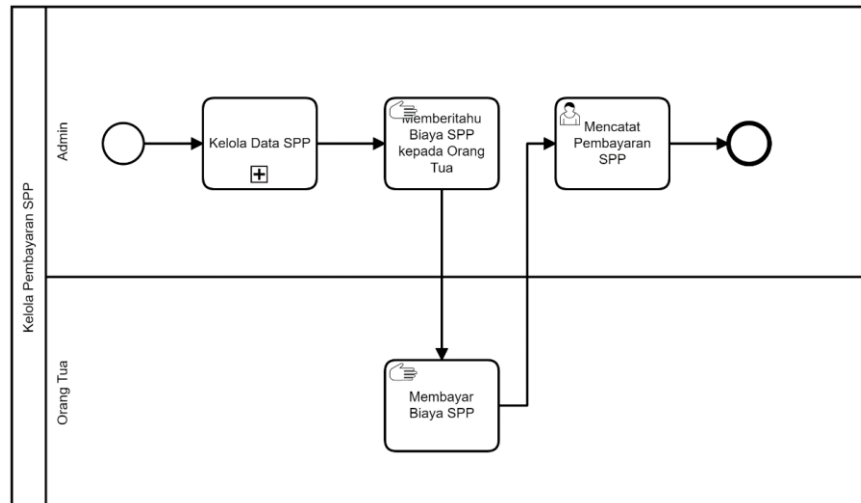 Kelola Pembayaran SPP
Admin
Kelola Data SPP
Memberitahu
Biaya SPP
kepada Orang
Tua
Mencatat
Pembayaran
SPP
Orang Tua
Membayar
Biaya SPP